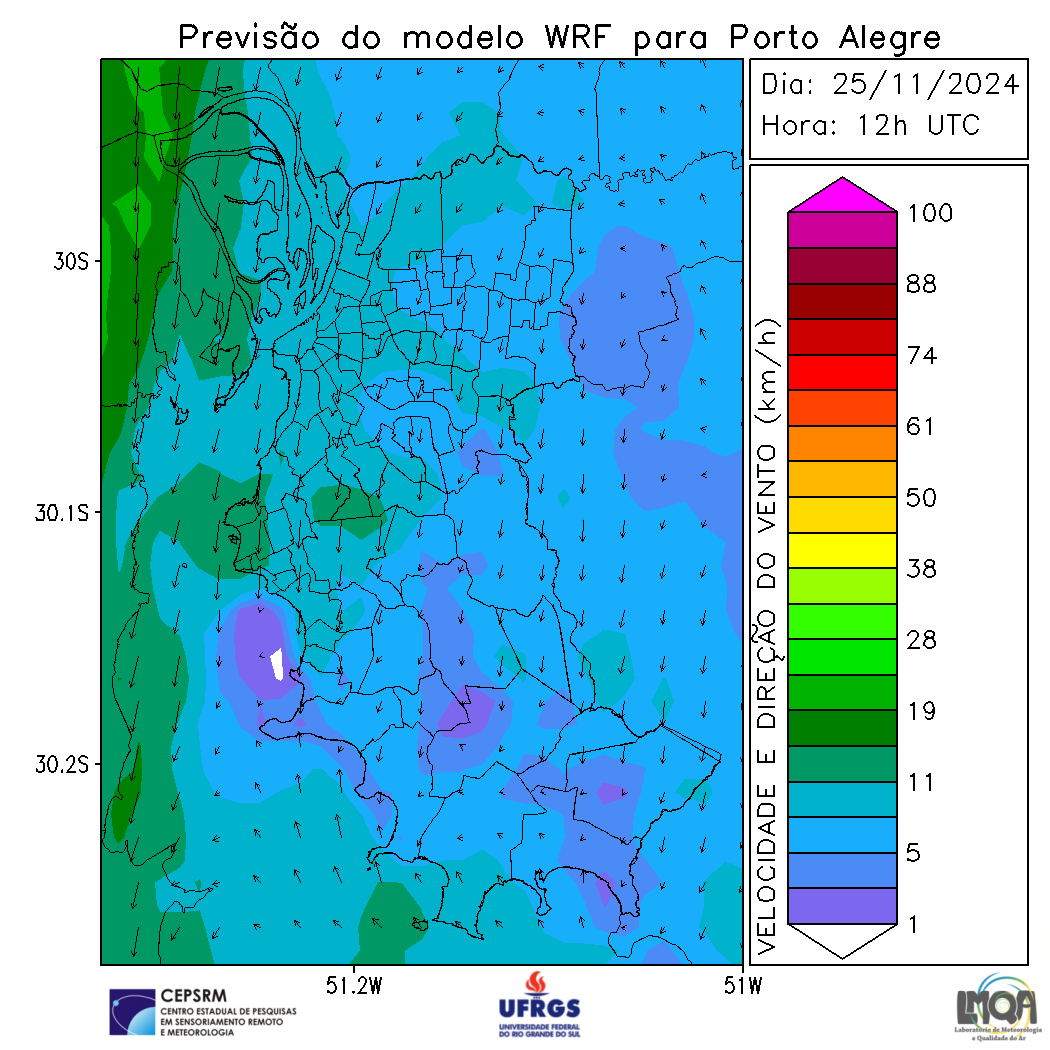 Previsão do modelo WRF para Porto Alegre
Dia: 25/11/2024
Hora: 12h UTC
30S
30.1S
30.2S
51.2W
51W
VELOCIDADE E DIREÇÃO DO VENTO (km/h)
100
88
74
61
50
38
28
19
11
5
1
CEPSRM
CENTRO ESTADUAL DE PESQUISAS
EM SENSORIAMENTO REMOTO
E METEOROLOGIA
UFRGS
UNIVERSIDADE FEDERAL
DO RIO GRANDE DO SUL
LMQA
Laboratório de Meteorologia
e Qualidade do Ar